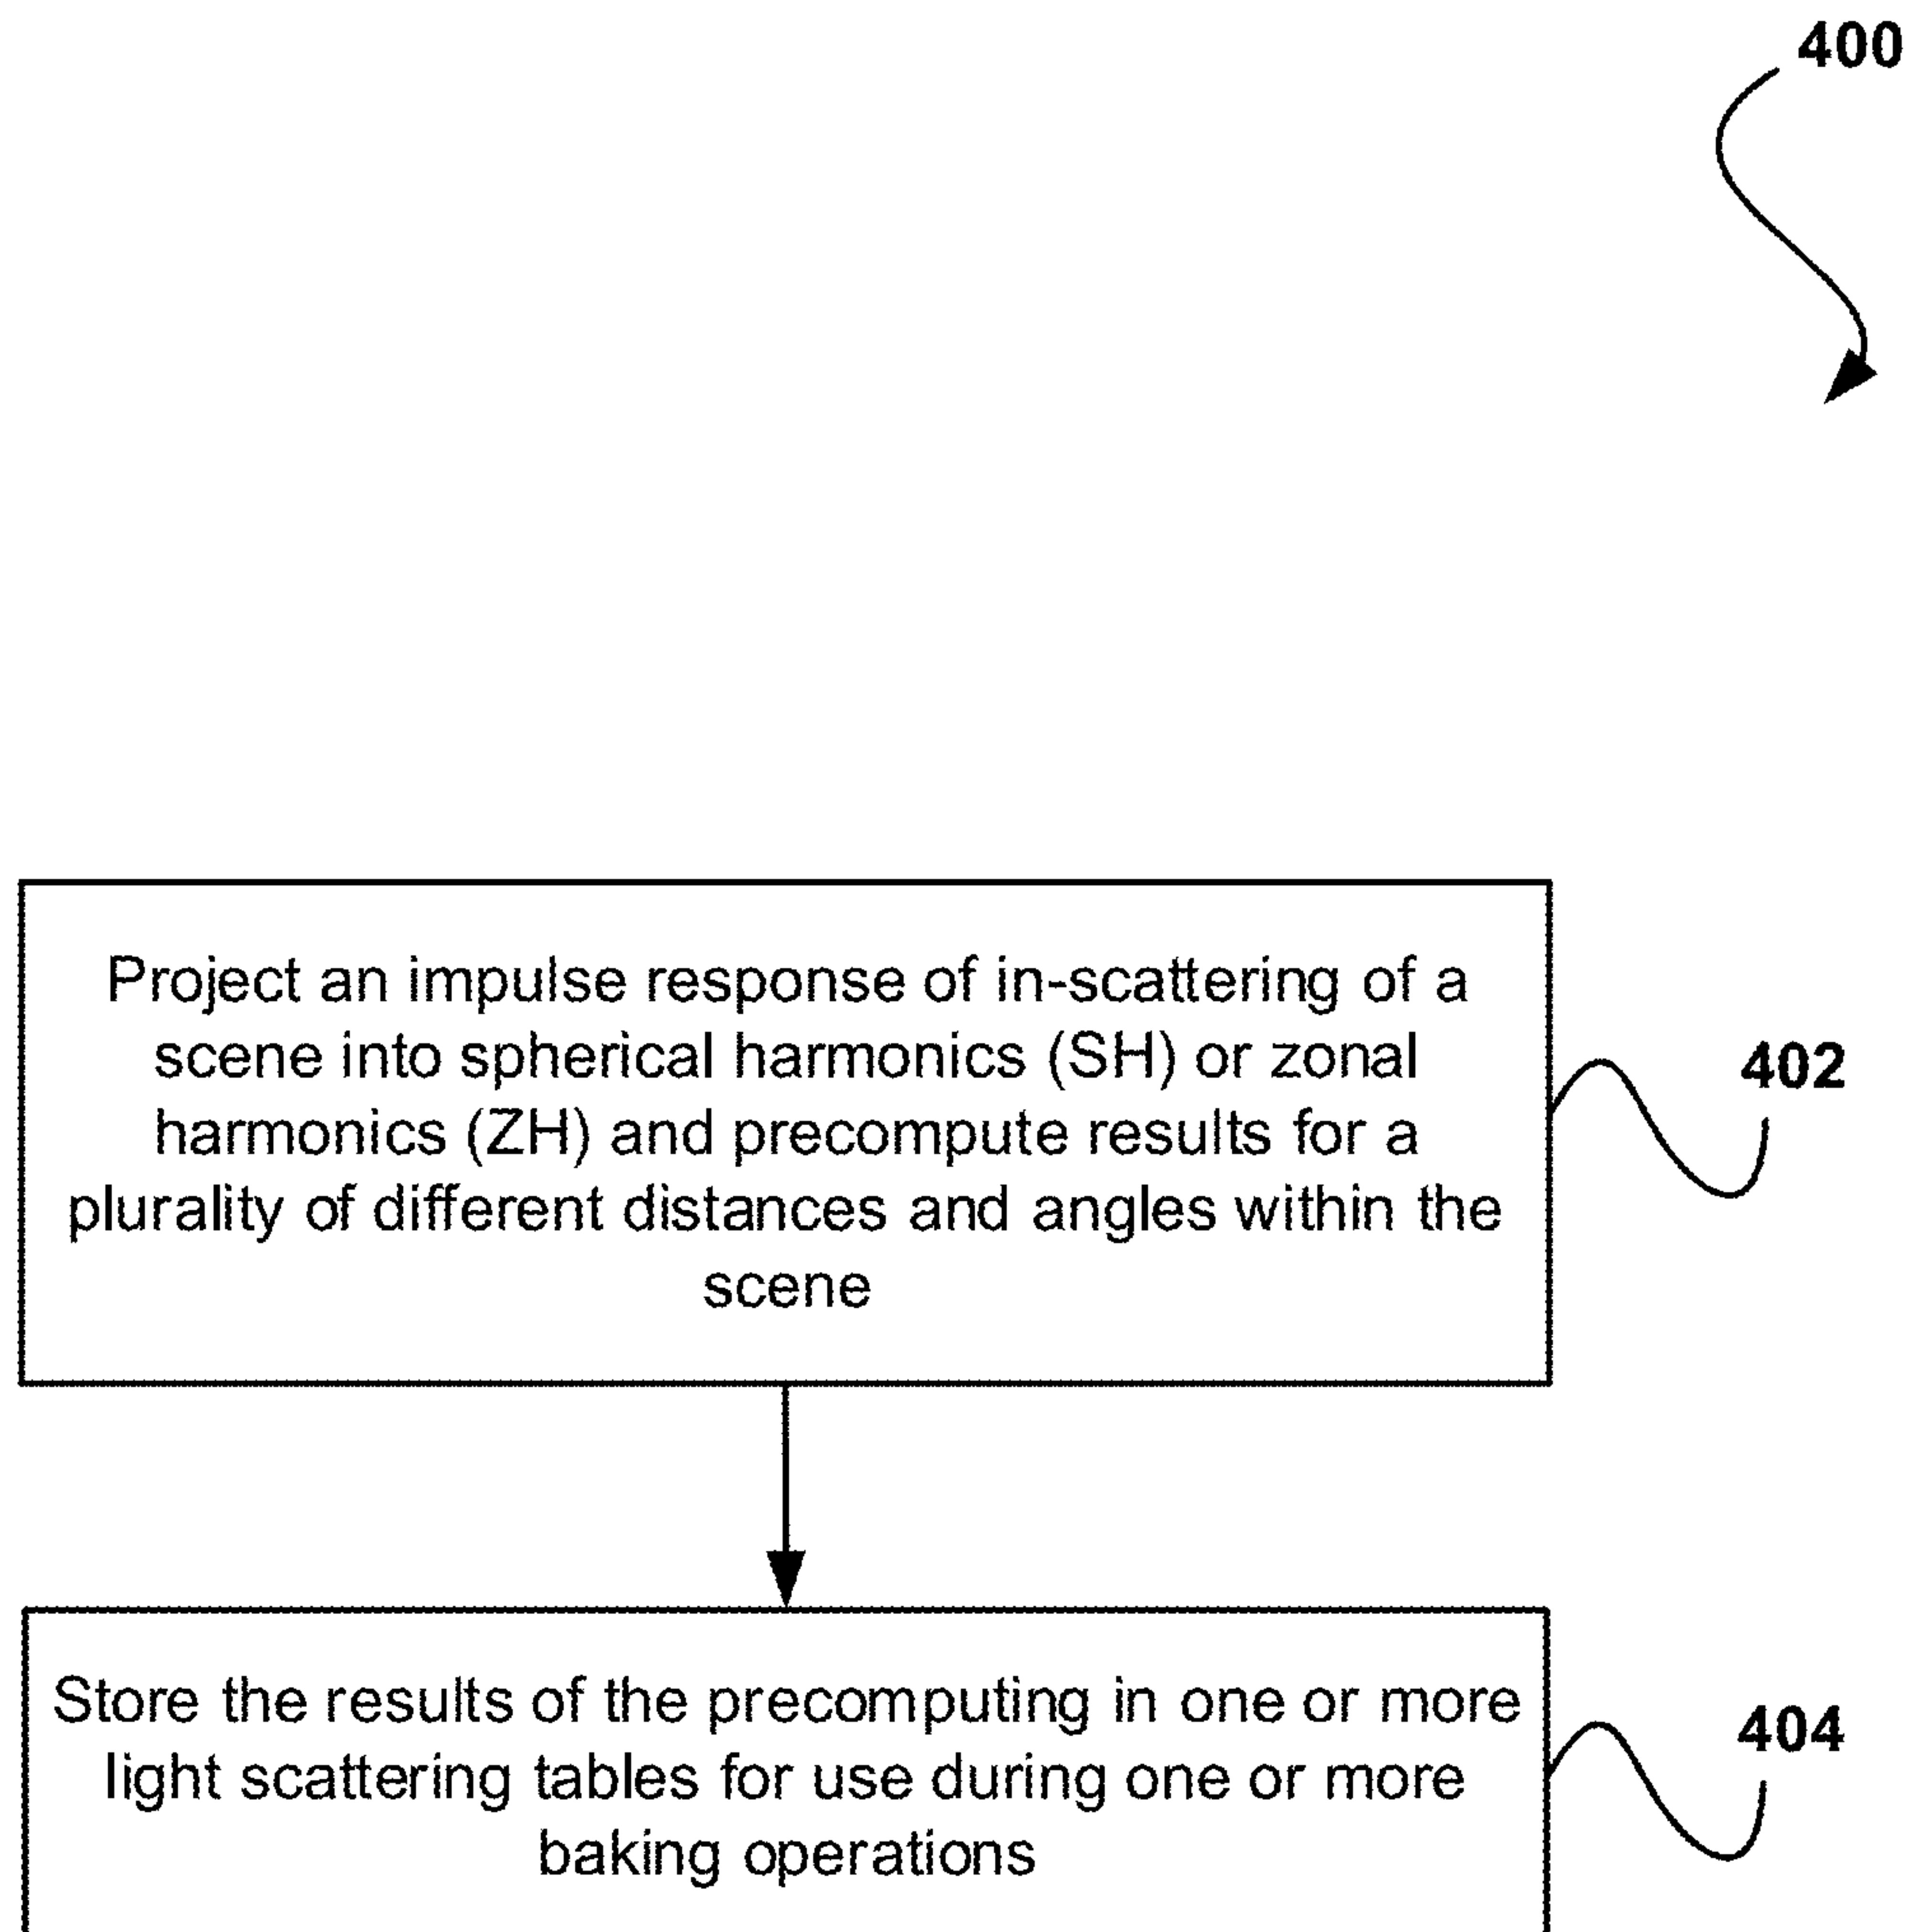 400
Project an impulse response of in-scattering of a
scene into spherical harmonics (SH) or zonal
harmonics (ZH) and precompute results for a
plurality of different distances and angles within the
scene
402
Store the results of the precomputing in one or more
light scattering tables for use during one or more
baking operations
404